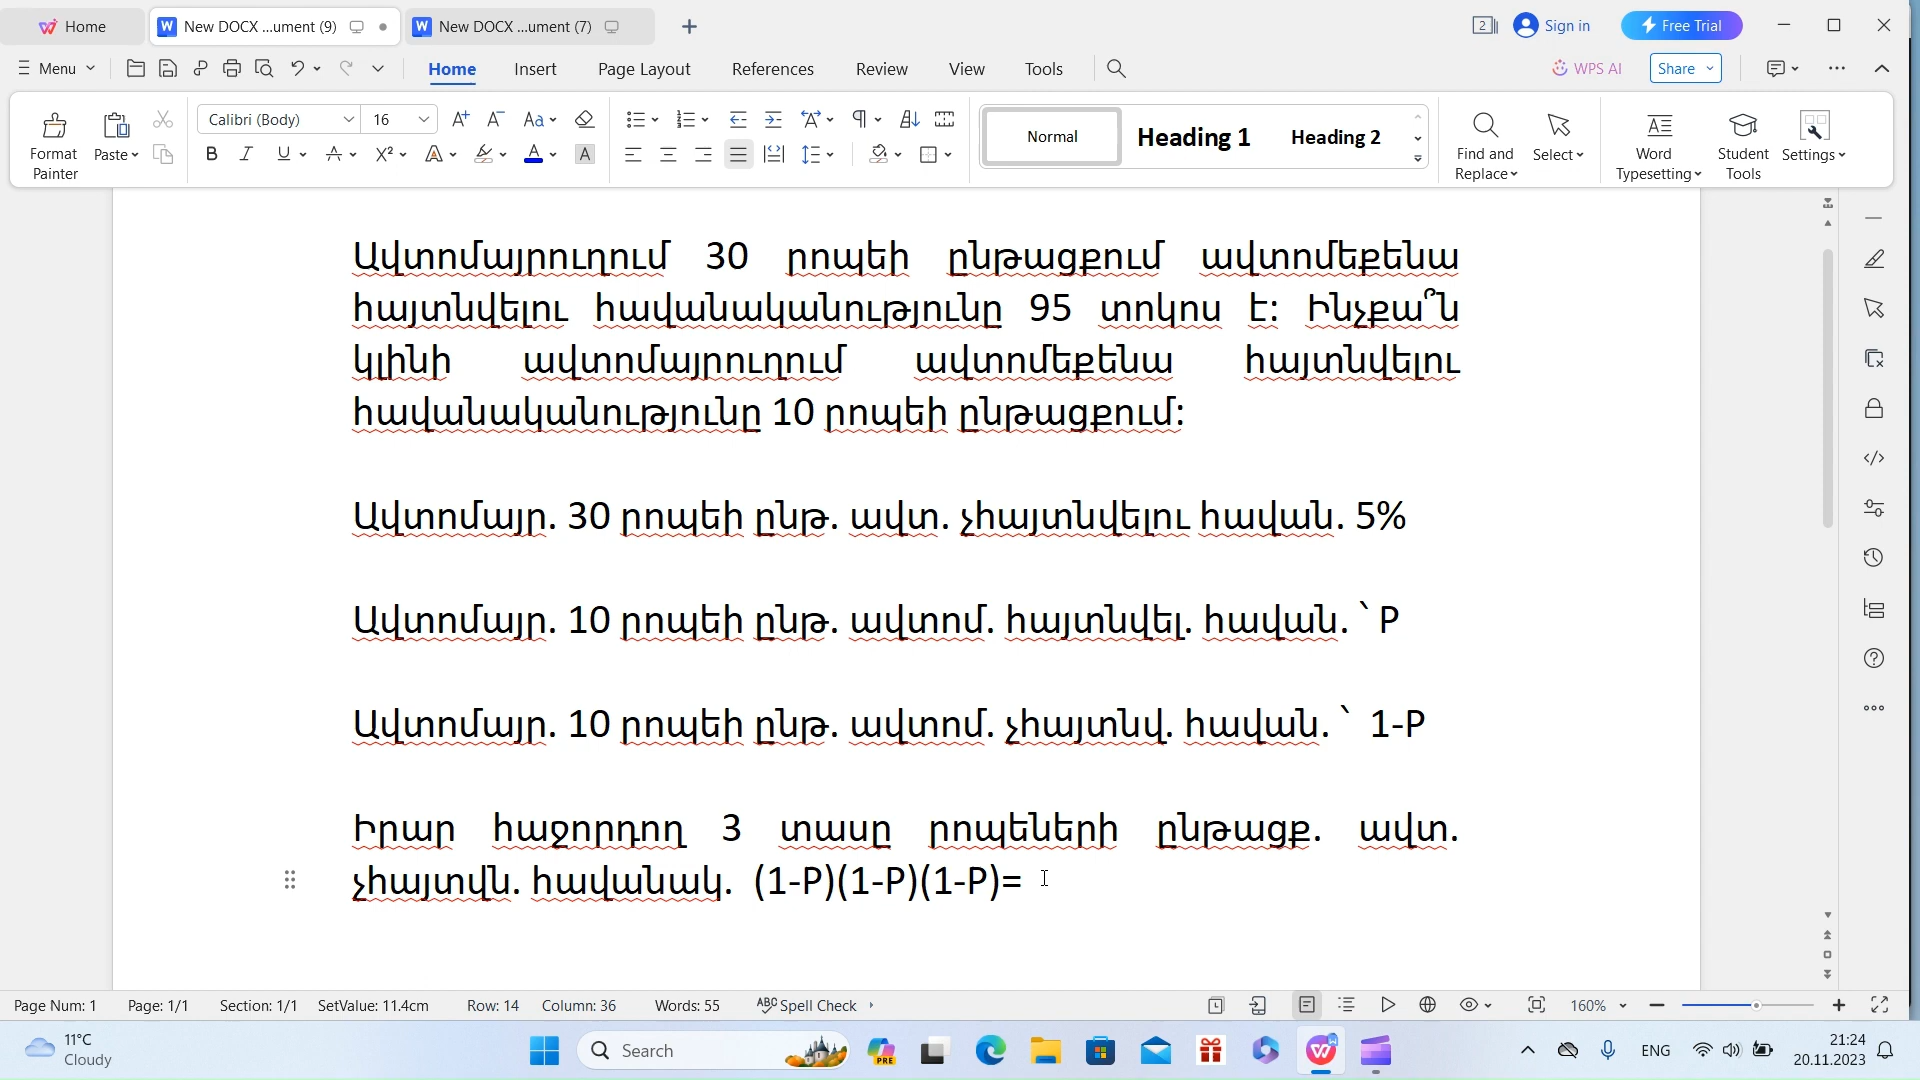 Home
New DOCX ...ument (9)
New DOCX ...ument (7)
2
Sign in
Free Trial
Menu
Home
Insert
Page Layout
References
Review
View
Tools
WPS AI
Share
Format Painter
Paste
Calibri (Body)
16
Normal
Heading 1
Heading 2
Find and Replace
Select
Word Typesetting
Student Tools
Settings
Ավտոմայրուղում 30 րոպեի ընթացքում ավտոմեքենա
հայտնվելու հավանականությունը 95 տոկոս է: Ինչքա՞ն
կլինի ավտոմայրուղում ավտոմեքենա հայտնվելու
հավանականությունը 10 րոպեի ընթացքում:
Ավտոմայր. 30 րոպեի ընթ. ավտ. չհայտնվելու հավան. 5%
Ավտոմայր. 10 րոպեի ընթ. ավտոմ. հայտնվել. հավան. ` P
Ավտոմայր. 10 րոպեի ընթ. ավտոմ. չհայտնվ. հավան. ` 1-P
Իրար հաջորդող 3 տասը րոպեների ընթացք. ավտ.
չհայտվն. հավանակ. (1-P)(1-P)(1-P)=
Page Num: 1
Page: 1/1
Section: 1/1
SetValue: 11.4cm
Row: 14
Column: 36
Words: 55
Spell Check
160%
11°C
Cloudy
Search
PRE
ENG
21:24
20.11.2023